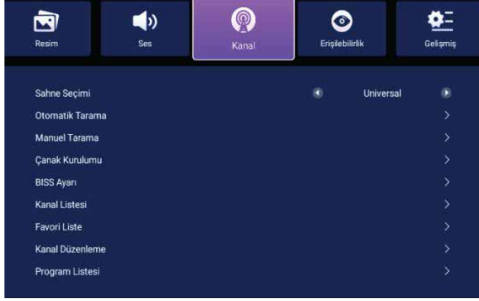 Resim
Ses
Kanal
Erişilebilirlik
Gelişmiş
Sahne Seçimi
Universal
Otomatik Tarama
Manuel Tarama
Çanak Kurulumu
BISS Ayarı
Kanal Listesi
Favori Liste
Kanal Düzenleme
Program Listesi